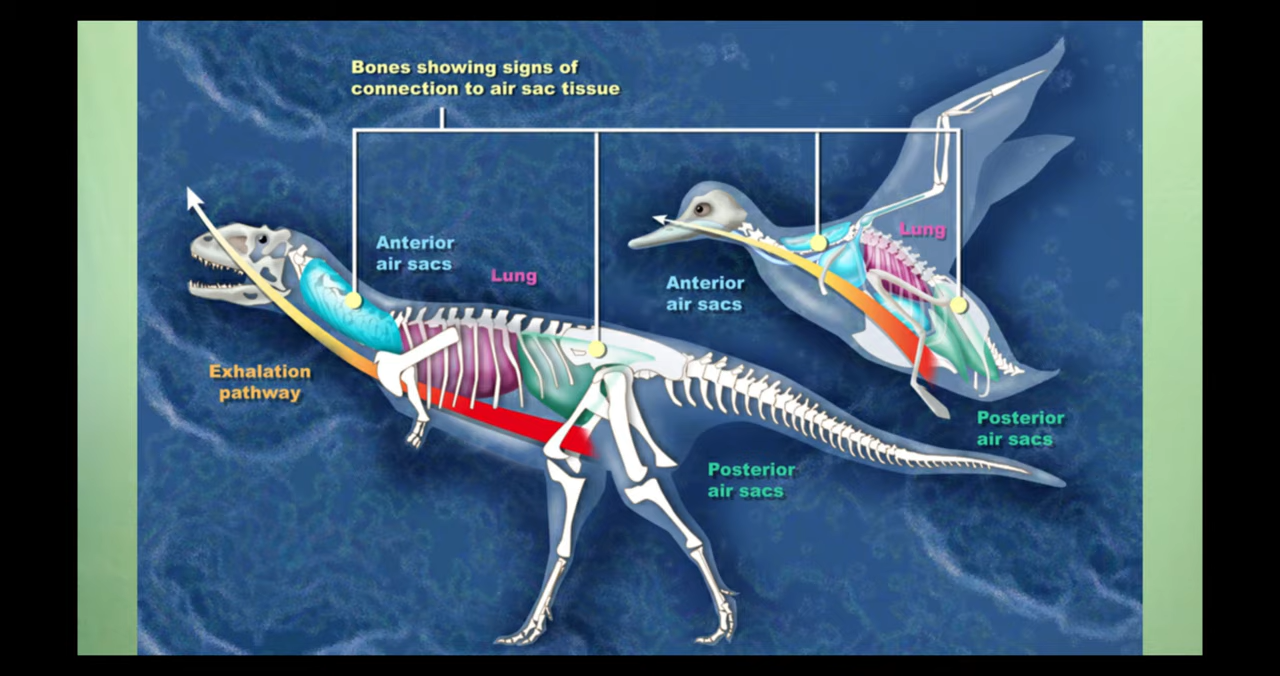 Bones showing signs of
connection to air sac tissue
Anterior
air sacs
Lung
Exhalation
pathway
Posterior
air sacs
Lung
Anterior
air sacs
Posterior
air sacs